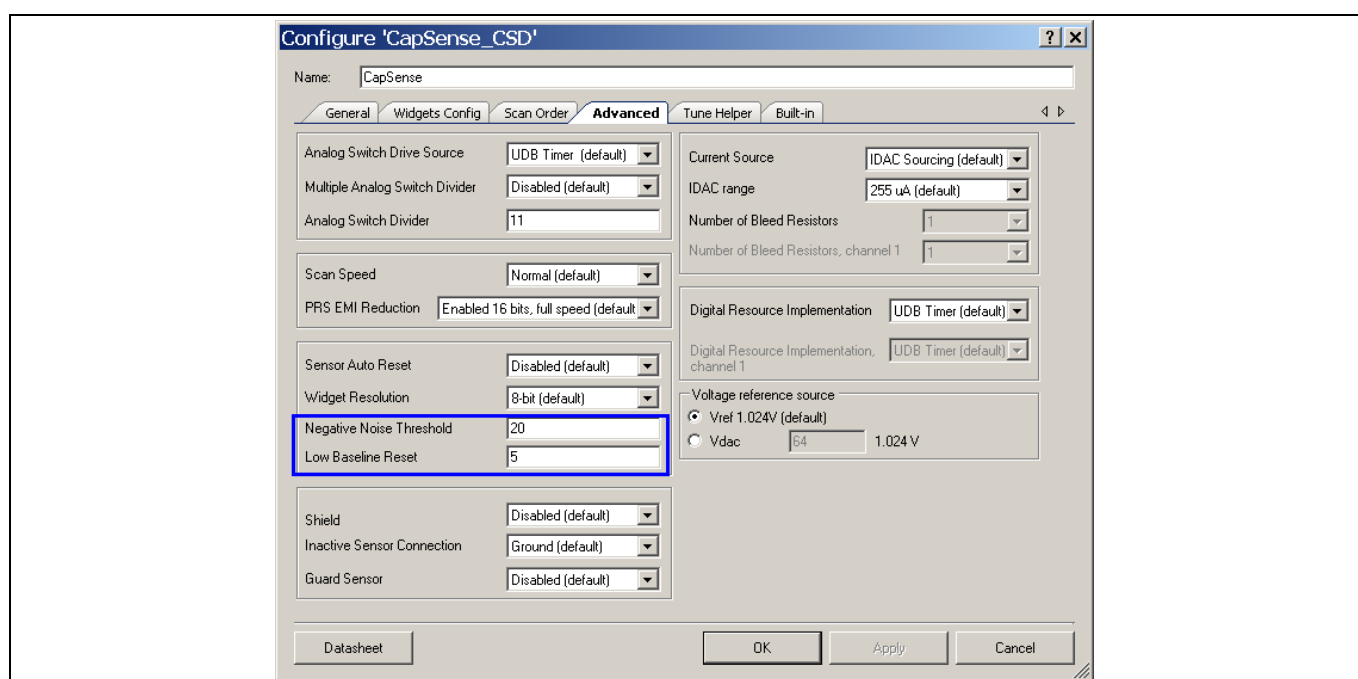 Configure 'CapSense_CSD'
Name: CapSense
General Widgets Config Scan Order Advanced Tune Helper Built-in
Analog Switch Drive Source UDB Timer (default)
Multiple Analog Switch Divider Disabled (default)
Analog Switch Divider 11
Scan Speed Normal (default)
PRS EMI Reduction Enabled 16 bits, full speed (default
Sensor Auto Reset Disabled (default)
Widget Resolution 8-bit (default)
Negative Noise Threshold 20
Low Baseline Reset 5
Shield Disabled (default)
Inactive Sensor Connection Ground (default)
Guard Sensor Disabled (default)
Current Source IDAC Sourcing (default)
IDAC range 255 uA (default)
Number of Bleed Resistors 1
Number of Bleed Resistors, channel 1 1
Digital Resource Implementation UDB Timer (default)
Digital Resource Implementation, UDB Timer (default)
channel 1
Voltage reference source
Vref 1.024V (default)
Vdac 64 1.024 V
Datasheet OK Apply Cancel